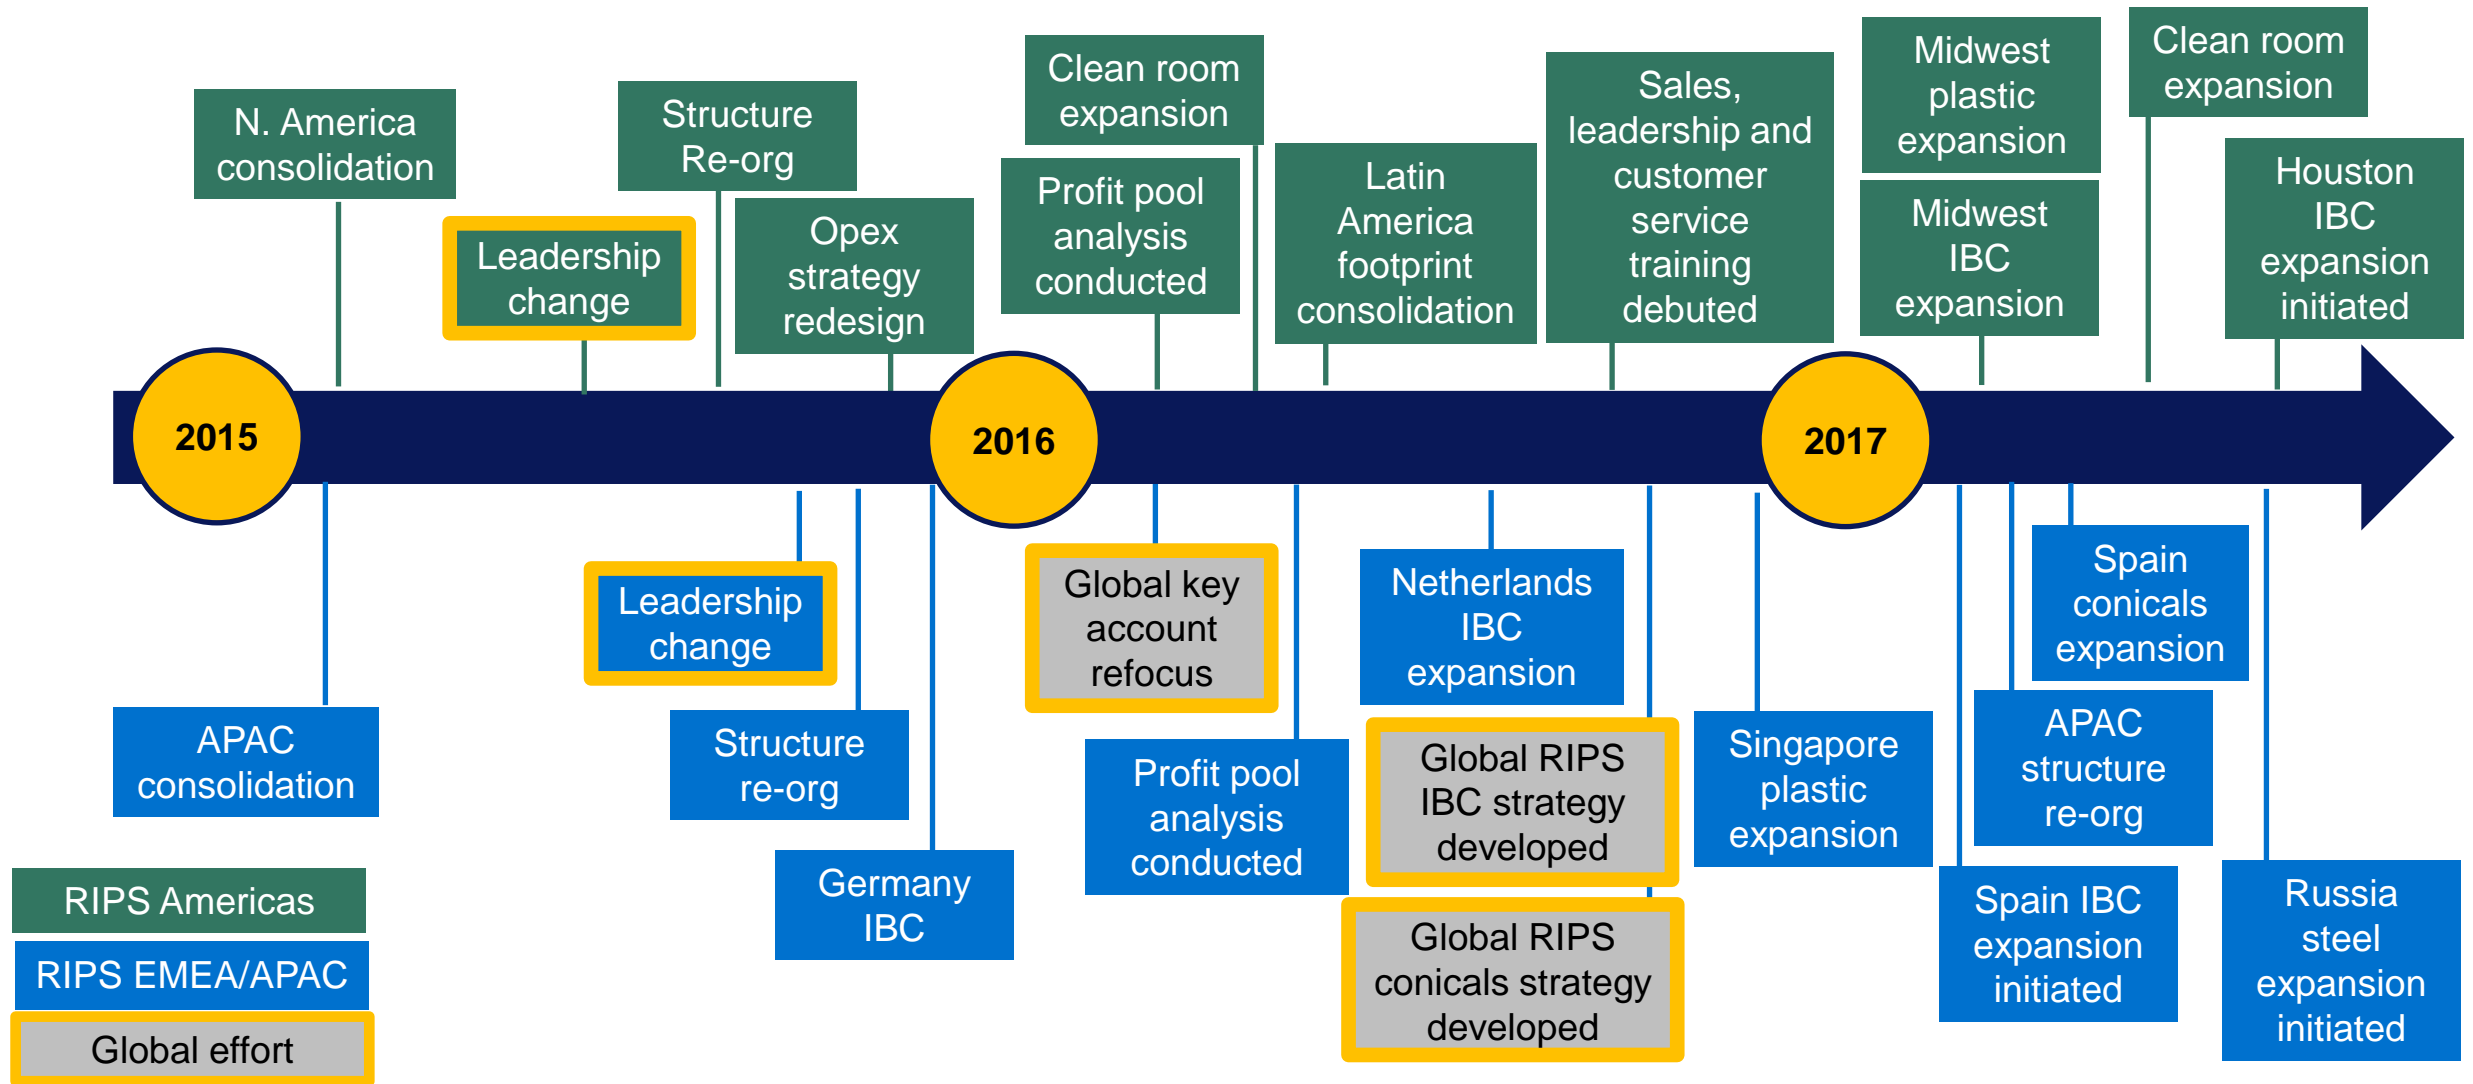 N. America
consolidation
Leadership
change
Structure
Re-org
Opex
strategy
redesign
Clean room
expansion
Profit pool
analysis
conducted
Latin
America
footprint
consolidation
Sales,
leadership and
customer
service
training
debuted
Midwest
plastic
expansion
Midwest
IBC
expansion
Clean room
expansion
Houston
IBC
expansion
initiated
2015
2016
2017
APAC
consolidation
Leadership
change
Structure
re-org
Germany
IBC
Global key
account
refocus
Profit pool
analysis
conducted
Netherlands
IBC
expansion
Global RIPS
IBC strategy
developed
Global RIPS
conicals strategy
developed
Singapore
plastic
expansion
Spain
conicals
expansion
APAC
structure
re-org
Spain IBC
expansion
initiated
Russia
steel
expansion
initiated
RIPS Americas
RIPS EMEA/APAC
Global effort